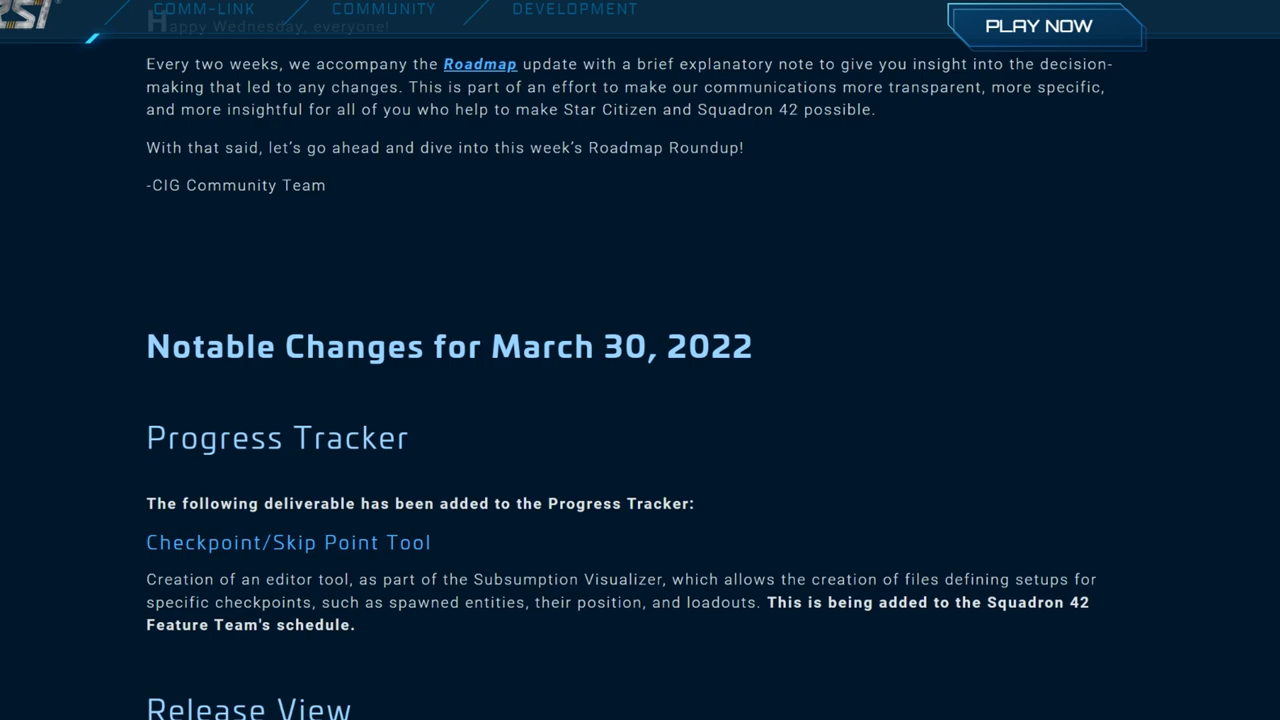 RSI
COMM-LINK COMMUNITY DEVELOPMENT
PLAY NOW
Happy Wednesday, everyone!
Every two weeks, we accompany the Roadmap update with a brief explanatory note to give you insight into the decision-
making that led to any changes. This is part of an effort to make our communications more transparent, more specific,
and more insightful for all of you who help to make Star Citizen and Squadron 42 possible.
With that said, let’s go ahead and dive into this week’s Roadmap Roundup!
-CIG Community Team
Notable Changes for March 30, 2022
Progress Tracker
The following deliverable has been added to the Progress Tracker:
Checkpoint/Skip Point Tool
Creation of an editor tool, as part of the Subsumption Visualizer, which allows the creation of files defining setups for
specific checkpoints, such as spawned entities, their position, and loadouts. This is being added to the Squadron 42
Feature Team's schedule.
Release View